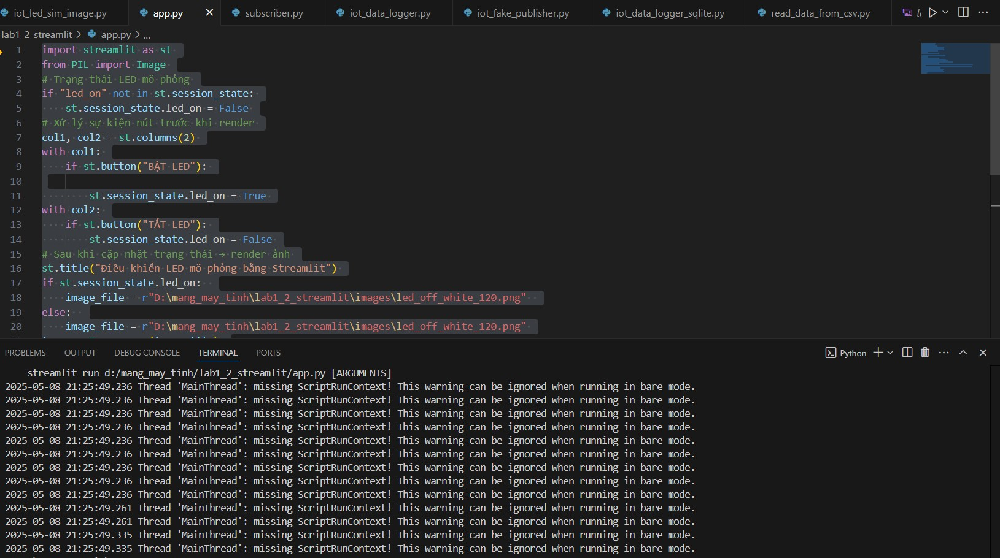 iot_led_sim_image.py app.py subscriber.py iot_data_logger.py iot_fake_publisher.py iot_data_logger_sqlite.py read_data_from_csv.py
lab1_2_streamlit > app.py > ...
1 import streamlit as st
2 from PIL import Image
3 # Trạng thái LED mô phỏng
4 if "led_on" not in st.session_state:
5 st.session_state.led_on = False
6 # Xử lý sự kiện nút trước khi render
7 col1, col2 = st.columns(2)
8 with col1:
9 if st.button("BẬT LED"):
10
11 st.session_state.led_on = True
12 with col2:
13 if st.button("TẮT LED"):
14 st.session_state.led_on = False
15 # Sau khi cập nhật trạng thái → render ảnh
16 st.title("Điều khiển LED mô phỏng bằng Streamlit")
17 if st.session_state.led_on:
18 image_file = r"D:\mang_may_tinh\lab1_2_streamlit\images\led_off_white_120.png"
19 else:
20 image_file = r"D:\mang_may_tinh\lab1_2_streamlit\images\led_off_white_120.png"
PROBLEMS OUTPUT DEBUG CONSOLE TERMINAL PORTS Python
streamlit run d:/mang_may_tinh/lab1_2_streamlit/app.py [ARGUMENTS]
2025-05-08 21:25:49.236 Thread 'MainThread': missing ScriptRunContext! This warning can be ignored when running in bare mode.
2025-05-08 21:25:49.236 Thread 'MainThread': missing ScriptRunContext! This warning can be ignored when running in bare mode.
2025-05-08 21:25:49.236 Thread 'MainThread': missing ScriptRunContext! This warning can be ignored when running in bare mode.
2025-05-08 21:25:49.236 Thread 'MainThread': missing ScriptRunContext! This warning can be ignored when running in bare mode.
2025-05-08 21:25:49.236 Thread 'MainThread': missing ScriptRunContext! This warning can be ignored when running in bare mode.
2025-05-08 21:25:49.236 Thread 'MainThread': missing ScriptRunContext! This warning can be ignored when running in bare mode.
2025-05-08 21:25:49.236 Thread 'MainThread': missing ScriptRunContext! This warning can be ignored when running in bare mode.
2025-05-08 21:25:49.236 Thread 'MainThread': missing ScriptRunContext! This warning can be ignored when running in bare mode.
2025-05-08 21:25:49.236 Thread 'MainThread': missing ScriptRunContext! This warning can be ignored when running in bare mode.
2025-05-08 21:25:49.261 Thread 'MainThread': missing ScriptRunContext! This warning can be ignored when running in bare mode.
2025-05-08 21:25:49.261 Thread 'MainThread': missing ScriptRunContext! This warning can be ignored when running in bare mode.
2025-05-08 21:25:49.335 Thread 'MainThread': missing ScriptRunContext! This warning can be ignored when running in bare mode.
2025-05-08 21:25:49.335 Thread 'MainThread': missing ScriptRunContext! This warning can be ignored when running in bare mode.